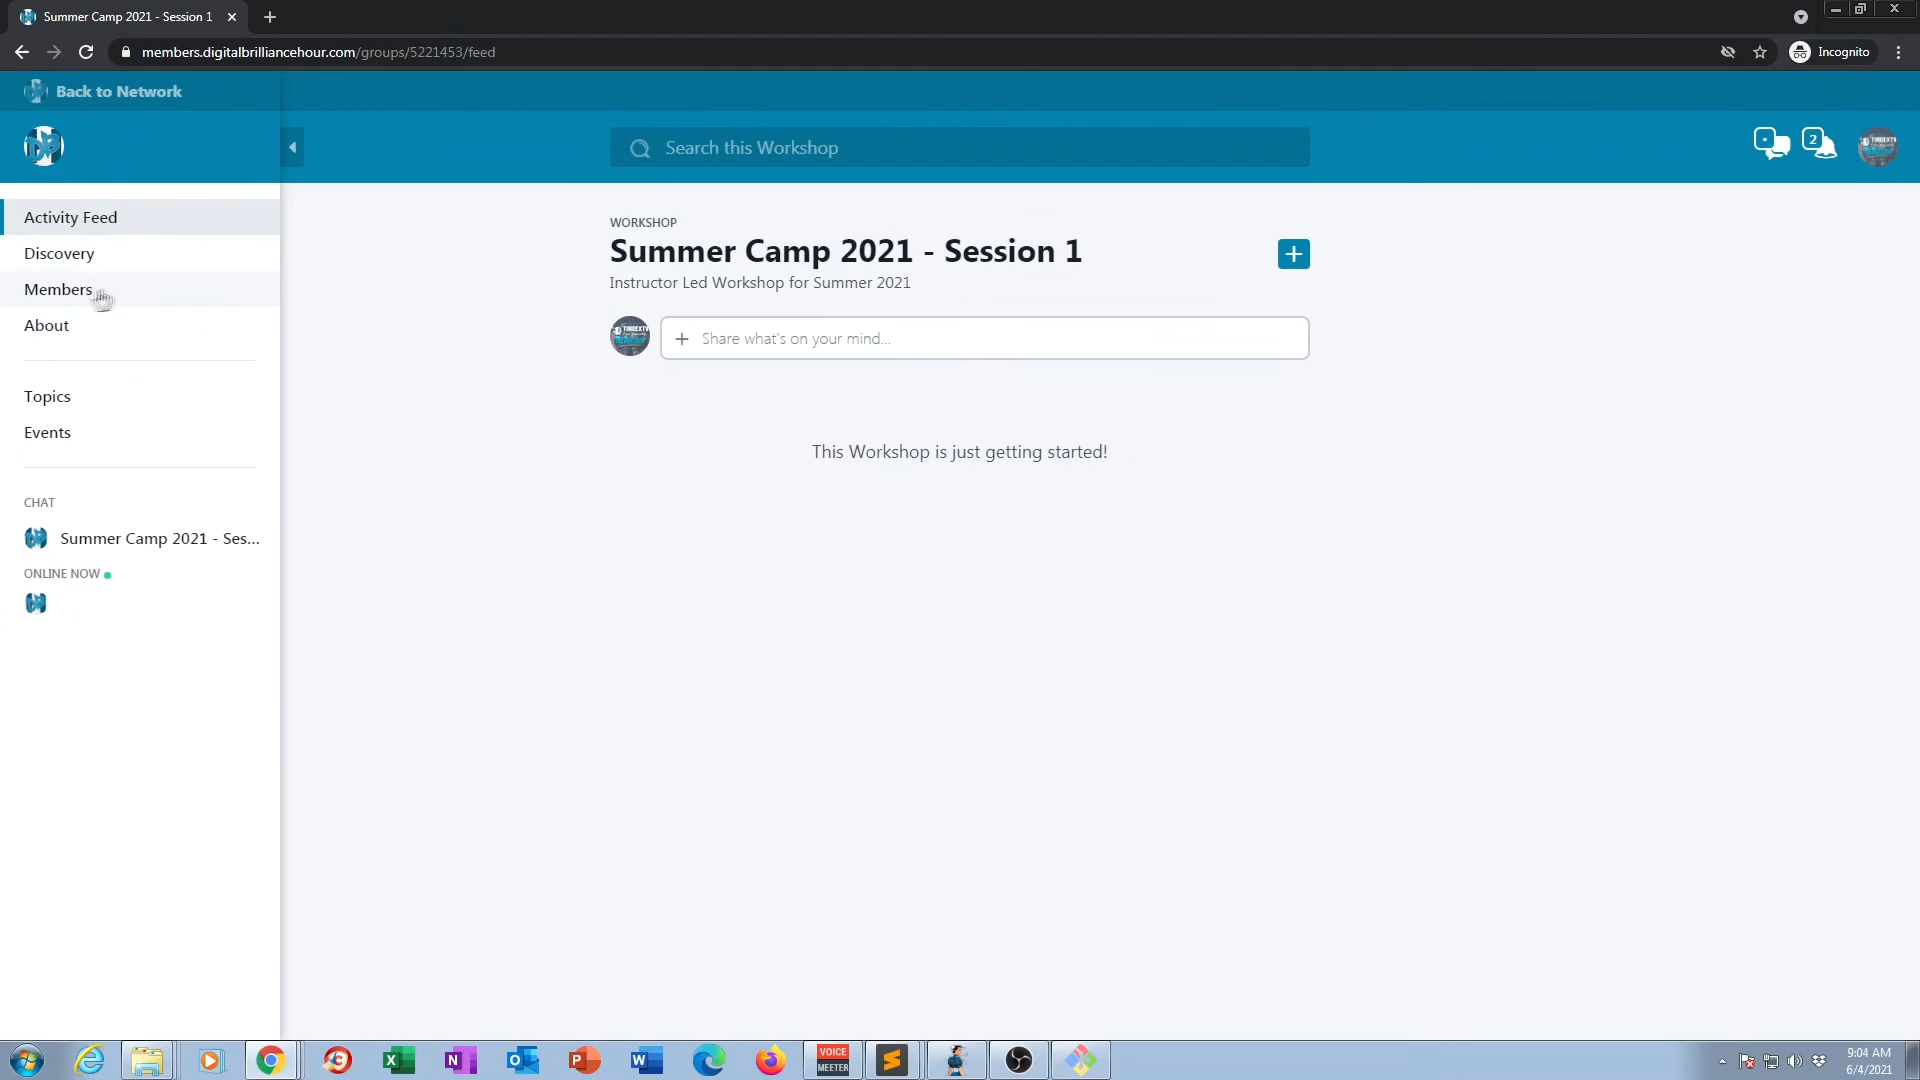 Summer Camp 2021 - Session 1
members.digitalbrilliancehour.com/groups/5221453/feed
Incognito
Back to Network
Search this Workshop
2
Activity Feed
Discovery
Members
About
Topics
Events
CHAT
Summer Camp 2021 - Ses...
ONLINE NOW
WORKSHOP
Summer Camp 2021 - Session 1
Instructor Led Workshop for Summer 2021
Share what's on your mind...
This Workshop is just getting started!
VOICE
MEETER
9:04 AM
6/4/2021